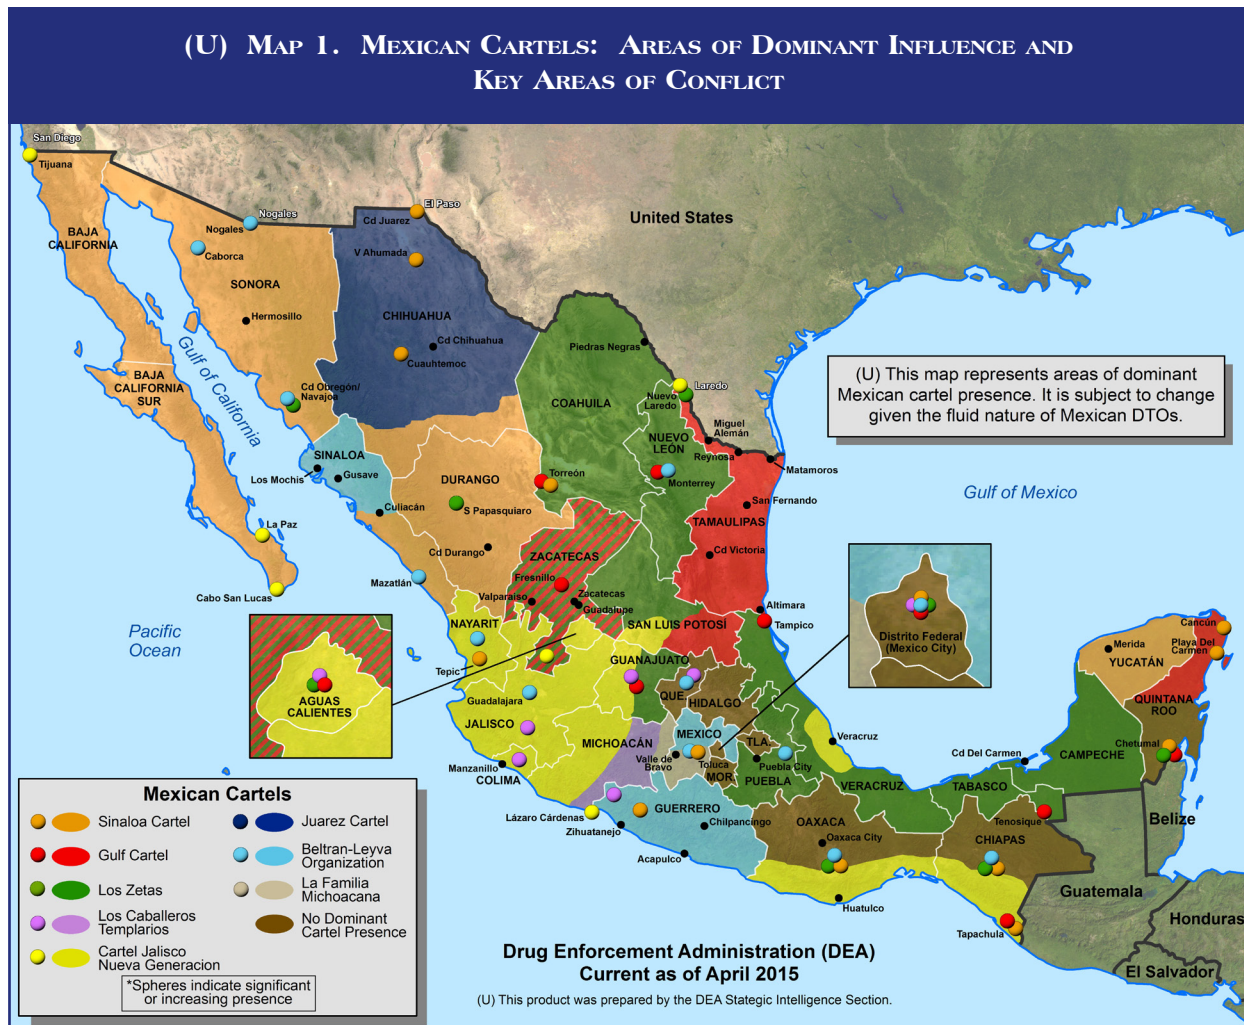 (U) Map 1. Mexican Cartels: Areas of Dominant Influence and
Key Areas of Conflict
San Diego
Tijuana
BAJA
CALIFORNIA
Nogales
Nogales
Caborca
SONORA
Hermosillo
El Paso
Cd Juarez
V Ahumada
CHIHUAHUA
Cd Chihuahua
Cuauhtemoc
United States
Gulf of California
BAJA
CALIFORNIA
SUR
Cd Obregón/
Navajoa
Piedras Negras
COAHUILA
Laredo
Nuevo
Laredo
(U) This map represents areas of dominant
Mexican cartel presence. It is subject to change
given the fluid nature of Mexican DTOs.
Miguel
Alemán
NUEVO
LEÓN
Reynosa
Matamoros
SINALOA
Los Mochis
Gusave
DURANGO
Torreón
Monterrey
San Fernando
Gulf of Mexico
Culiacán
S Papasquiaro
TAMAULIPAS
La Paz
Cd Durango
ZACATECAS
Cd Victoria
Mazatlán
Fresnillo
Cabo San Lucas
Valparaiso
Zacatecas
Guadalupe
Altimara
Tampico
Pacific
Ocean
NAYARIT
SAN LUIS POTOSÍ
Distrito Federal
(Mexico City)
Cancún
Playa Del
Carmen
Merida
YUCATÁN
Tepic
GUANAJUATO
AGUAS
CALIENTES
Guadalajara
QUE.
HIDALGO
QUINTANA
ROO
JALISCO
MICHOACÁN
MEXICO
TLA.
Veracruz
Chetumal
Manzanillo
COLIMA
Valle de
Bravo
Toluca
MOR.
Puebla City
PUEBLA
Cd Del Carmen
CAMPECHE
VERACRUZ
TABASCO
Lázaro Cárdenas
Zihuatanejo
GUERRERO
Chilpancingo
OAXACA
Oaxaca City
Tenosique
CHIAPAS
Belize
Acapulco
Guatemala
Huatulco
Tapachula
Honduras
El Salvador
Mexican Cartels
Sinaloa Cartel
Juarez Cartel
Gulf Cartel
Beltran-Leyva
Organization
Los Zetas
La Familia
Michoacana
Los Caballeros
Templarios
No Dominant
Cartel Presence
Cartel Jalisco
Nueva Generacion
*Spheres indicate significant
or increasing presence
Drug Enforcement Administration (DEA)
Current as of April 2015
(U) This product was prepared by the DEA Stategic Intelligence Section.